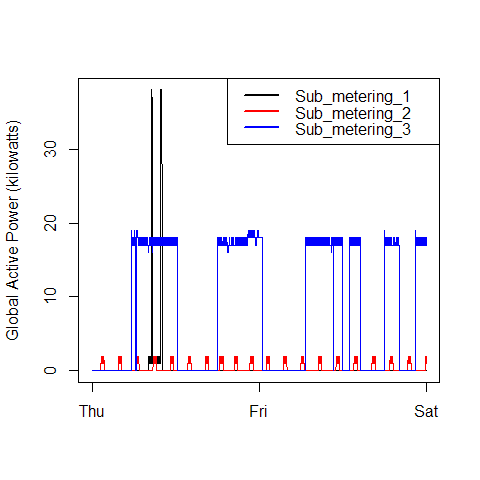 Sub_metering_1
Sub_metering_2
Sub_metering_3
Global Active Power (kilowatts)
30
20
10
0
Thu Fri Sat